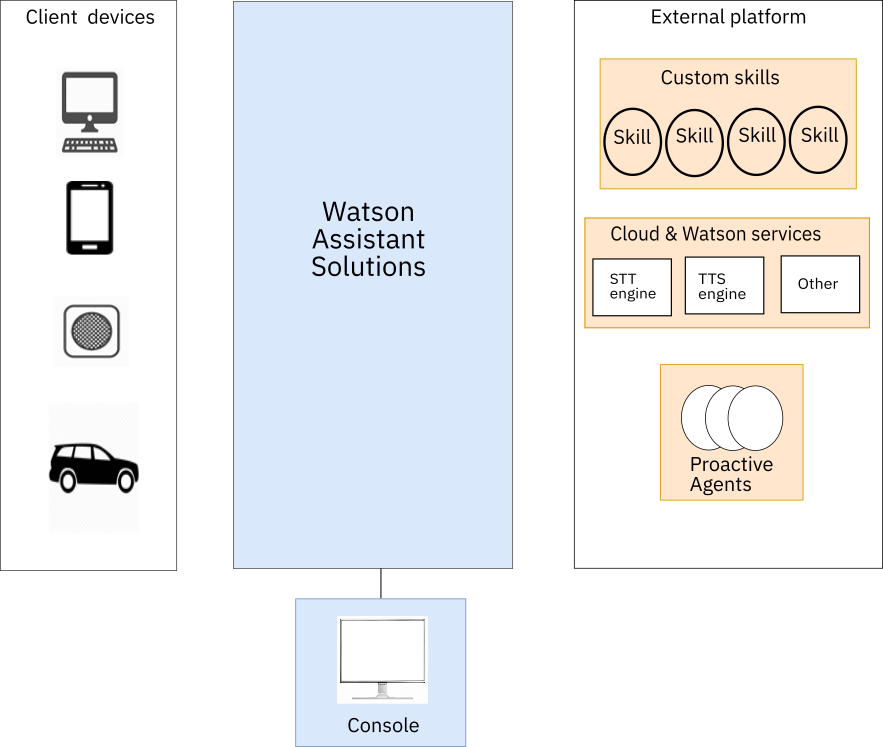 Client devices
Watson
Assistant
Solutions
Console
External platform
Custom skills
Skill
Skill
Skill
Skill
Cloud & Watson services
STT
engine
TTS
engine
Other
Proactive
Agents